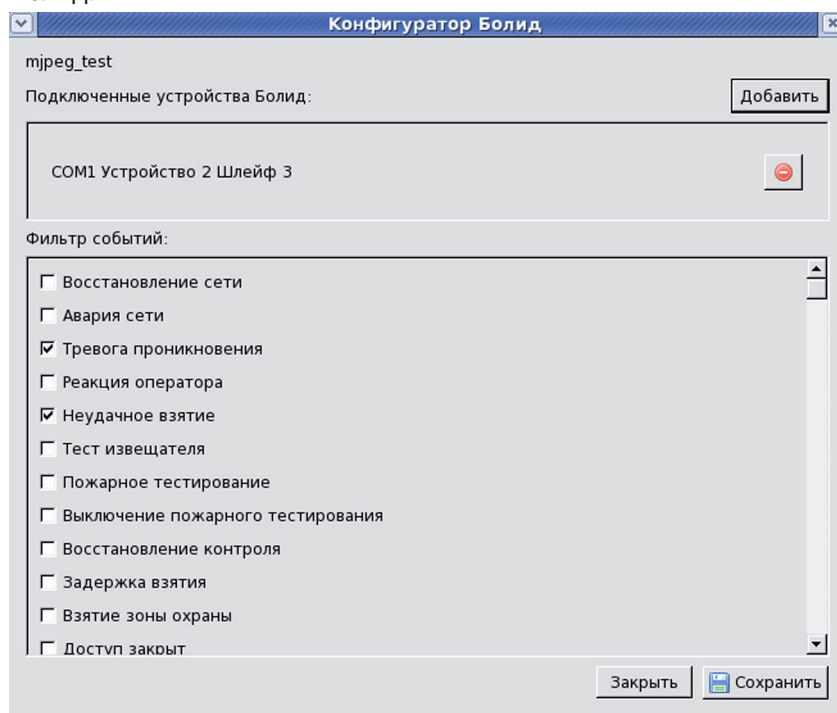 Конфигуратор Болид
mjpeg_test
Подключенные устройства Болид:
Добавить
COM1 Устройство 2 Шлейф 3
Фильтр событий:
Восстановление сети
Авария сети
Тревога проникновения
Реакция оператора
Неудачное взятие
Тест извещателя
Пожарное тестирование
Выключение пожарного тестирования
Восстановление контроля
Задержка взятия
Взятие зоны охраны
Доступ закрыт
Закрыть
Сохранить